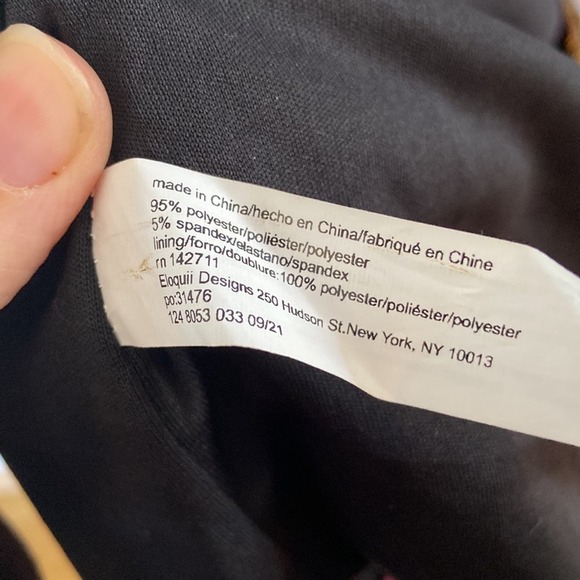 made in China/hecho en China/fabriqué en Chine
95% polyester/poliéster/polyester
5% spandex/elastano/spandex
lining/forro/doublure:100% polyester/poliéster/polyester
rn 142711
Eloquii Designs 250 Hudson St.New York, NY 10013
po:31476
124 8053 033 09/21